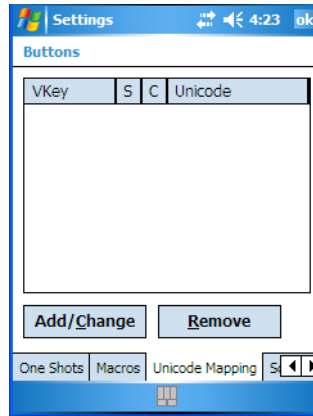 Settings 4:23 ok
Buttons
VKey S C Unicode
Add/Change Remove
One Shots Macros Unicode Mapping